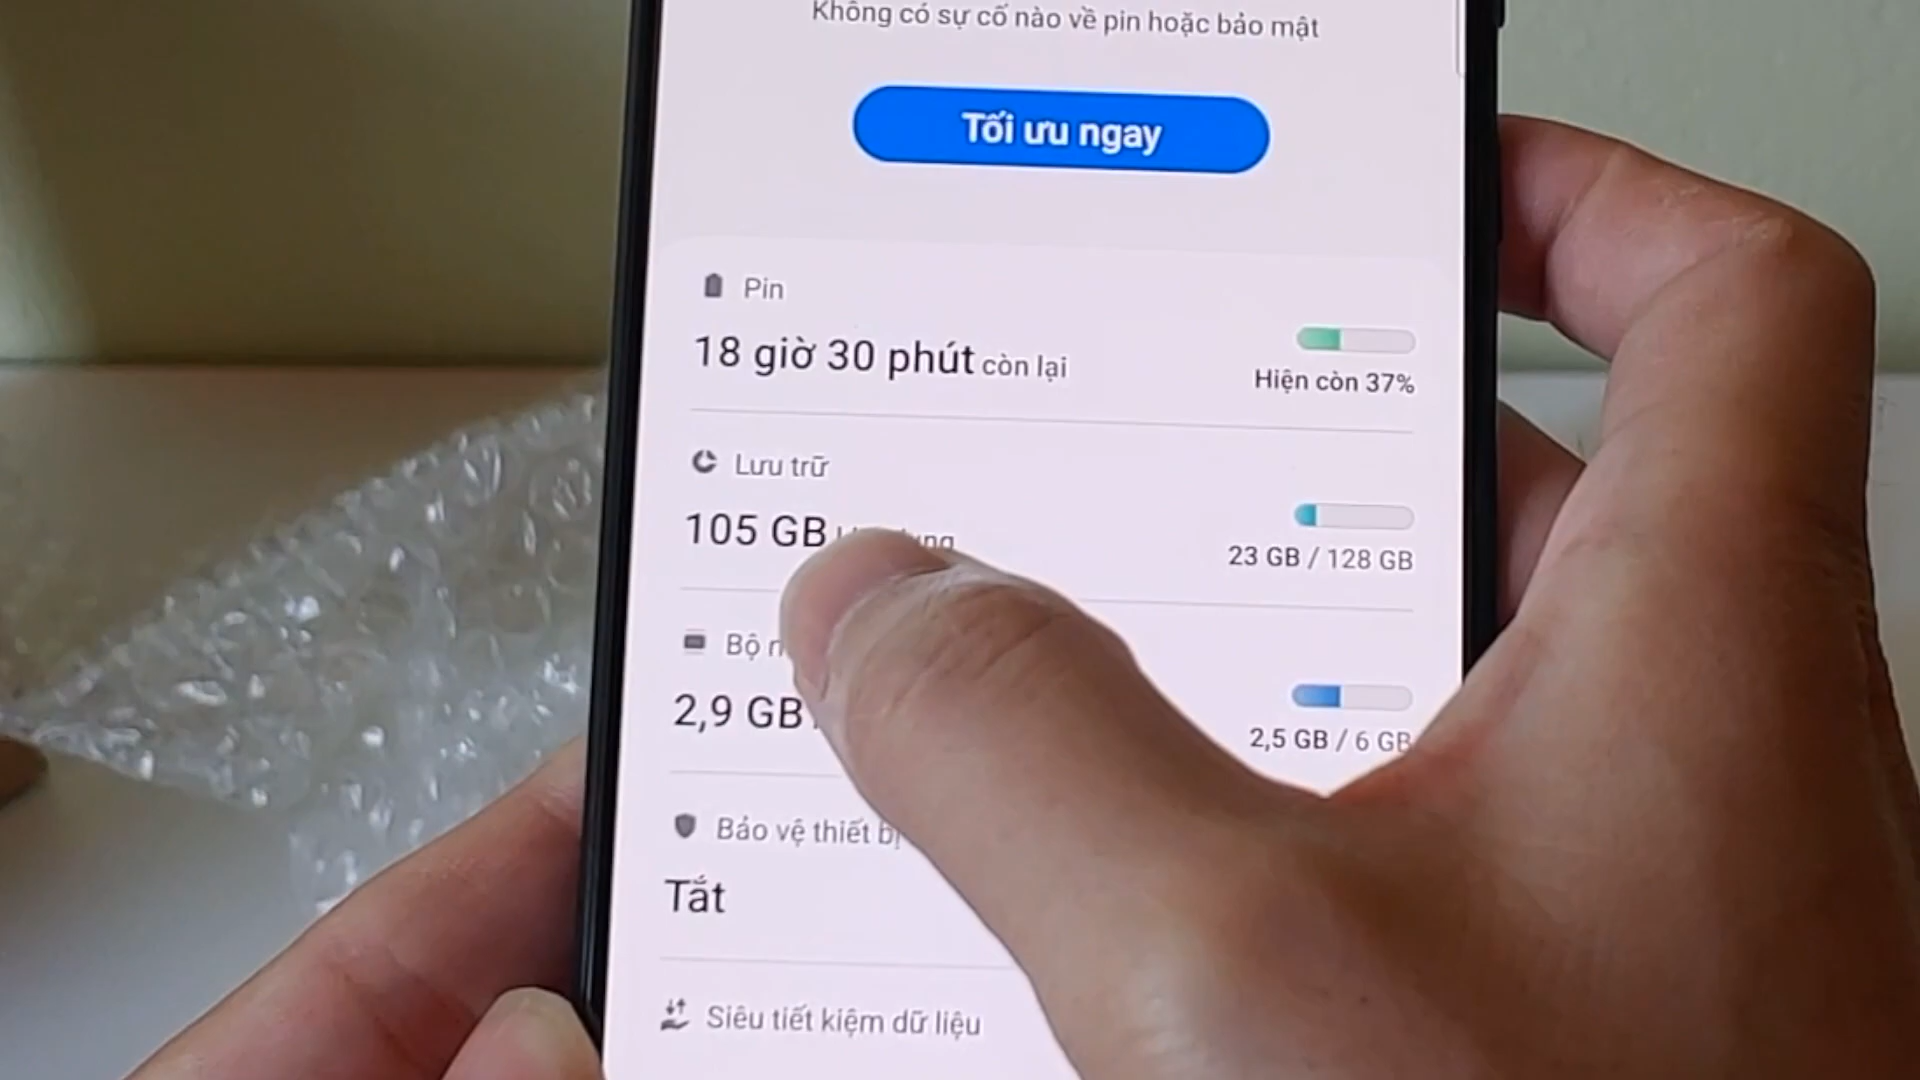 Không có sự cố nào về pin hoặc bảo mật
Tối ưu ngay
Pin
18 giờ 30 phút còn lại
Hiện còn 37%
Lưu trữ
105 GB
23 GB / 128 GB
Bộ
2,9 GB
2,5 GB / 6 GB
Bảo vệ thiết bị
Tắt
Siêu tiết kiệm dữ liệu